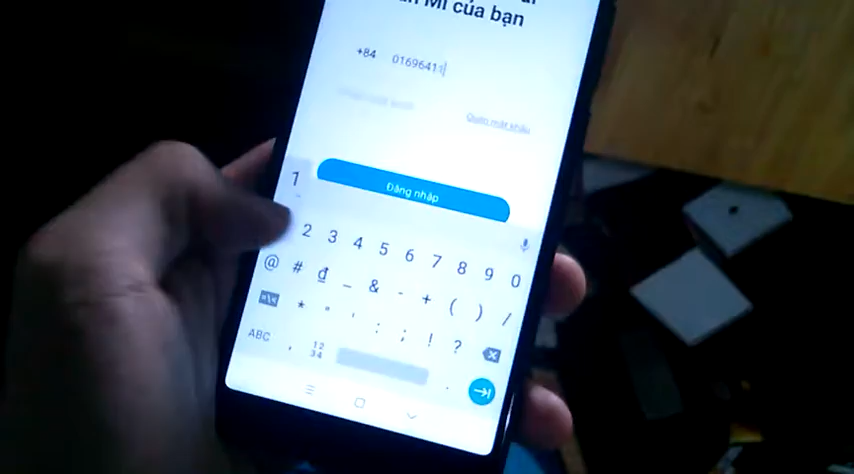 Mi của bạn
+84 0169641
Quên mật khẩu
Đăng nhập
1
2 3 4 5 6 7 8 9 0
@ # ₫ _ & - + ( ) /
=\< * " ' : ; ! ?
ABC , 12 34 .